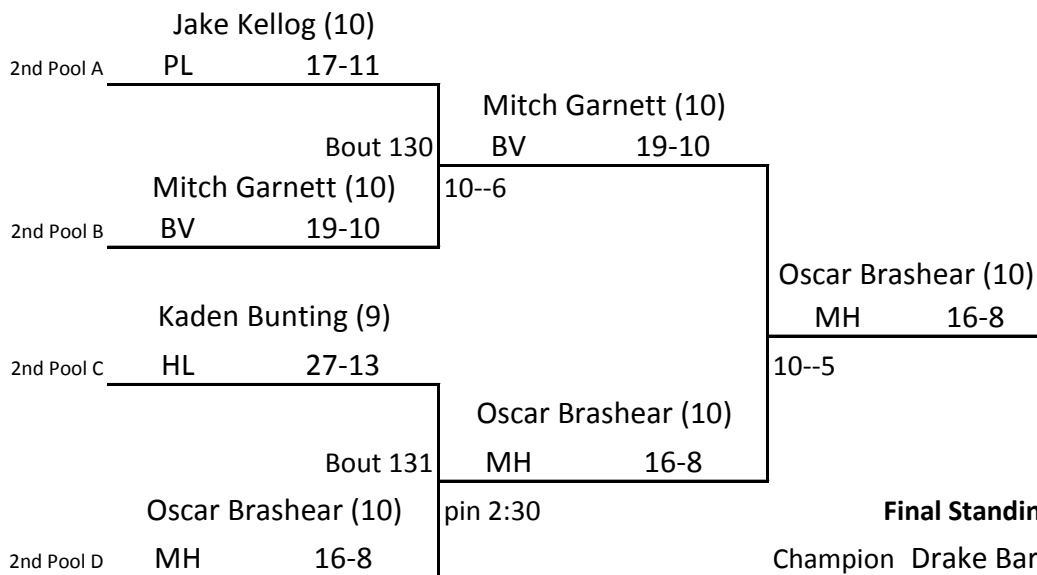 Jake Kellog (10)
2nd Pool A PL 17-11
Mitch Garnett (10)
Bout 130 BV 19-10
Mitch Garnett (10) 10--6
2nd Pool B BV 19-10
Oscar Brashear (10)
Kaden Bunting (9)
MH 16-8
2nd Pool C HL 27-13
10--5
Oscar Brashear (10)
Bout 131 MH 16-8
Oscar Brashear (10) pin 2:30 Final Standin
2nd Pool D MH 16-8 Champion Drake Bar